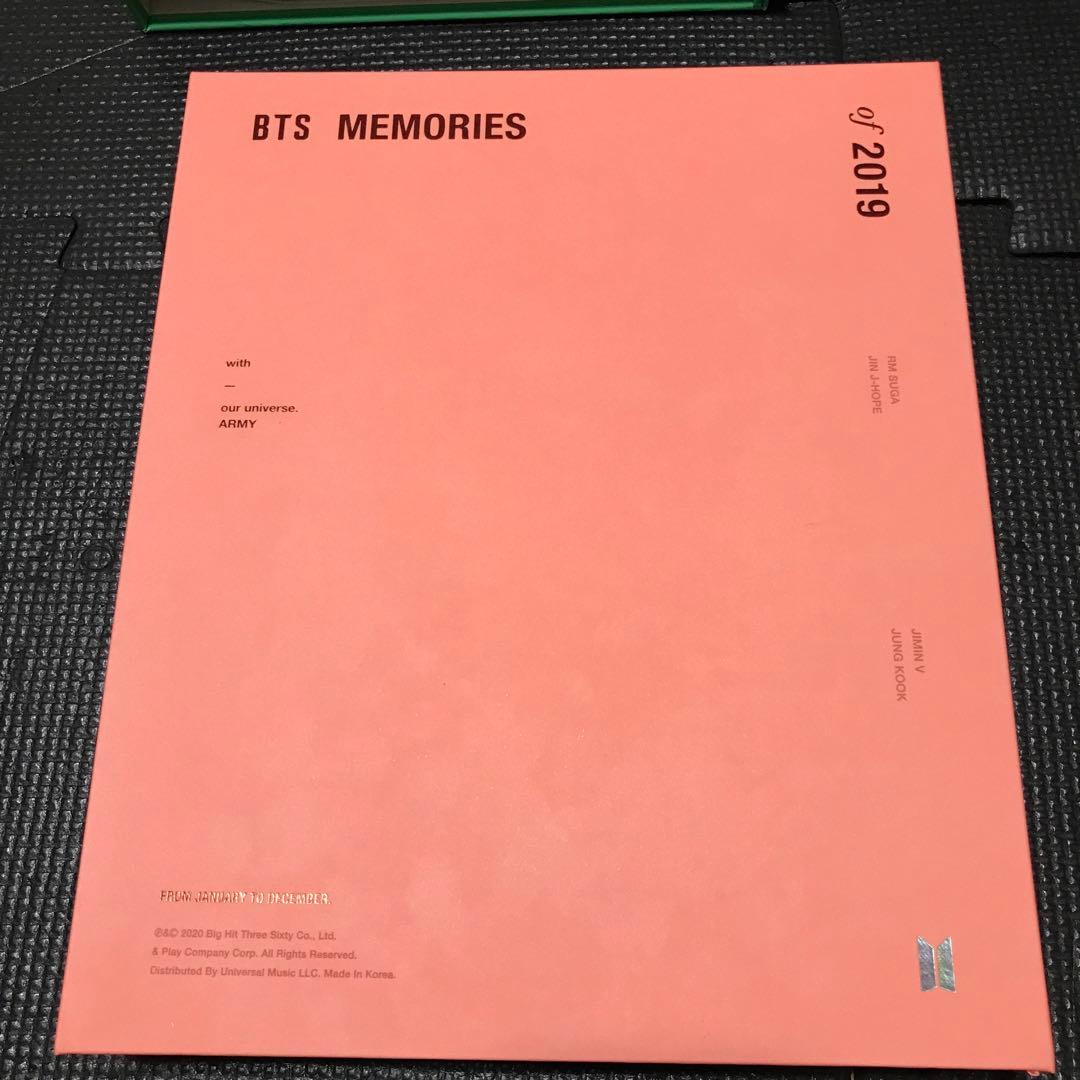 BTS MEMORIES
of 2019
with
—
our universe.
ARMY
RM SUGA
JIN J-HOPE
JIMIN V
JUNG KOOK
FROM JANUARY TO DECEMBER.
℗&© 2020 Big Hit Three Sixty Co., Ltd.
& Play Company Corp. All Rights Reserved.
Distributed By Universal Music LLC. Made In Korea.